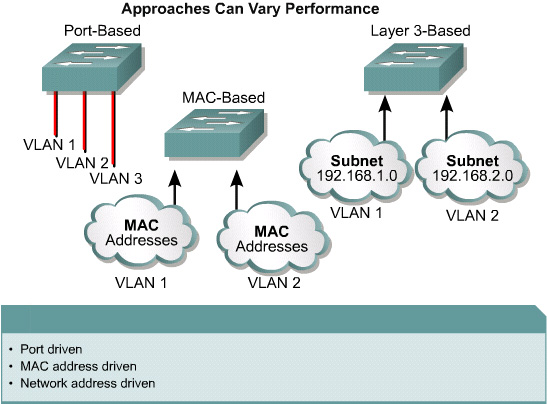 Approaches Can Vary Performance
Port-Based
Layer 3-Based
MAC-Based
VLAN 1
VLAN 2
VLAN 3
Subnet
192.168.1.0
VLAN 1
Subnet
192.168.2.0
VLAN 2
MAC
Addresses
VLAN 1
MAC
Addresses
VLAN 2
• Port driven
• MAC address driven
• Network address driven